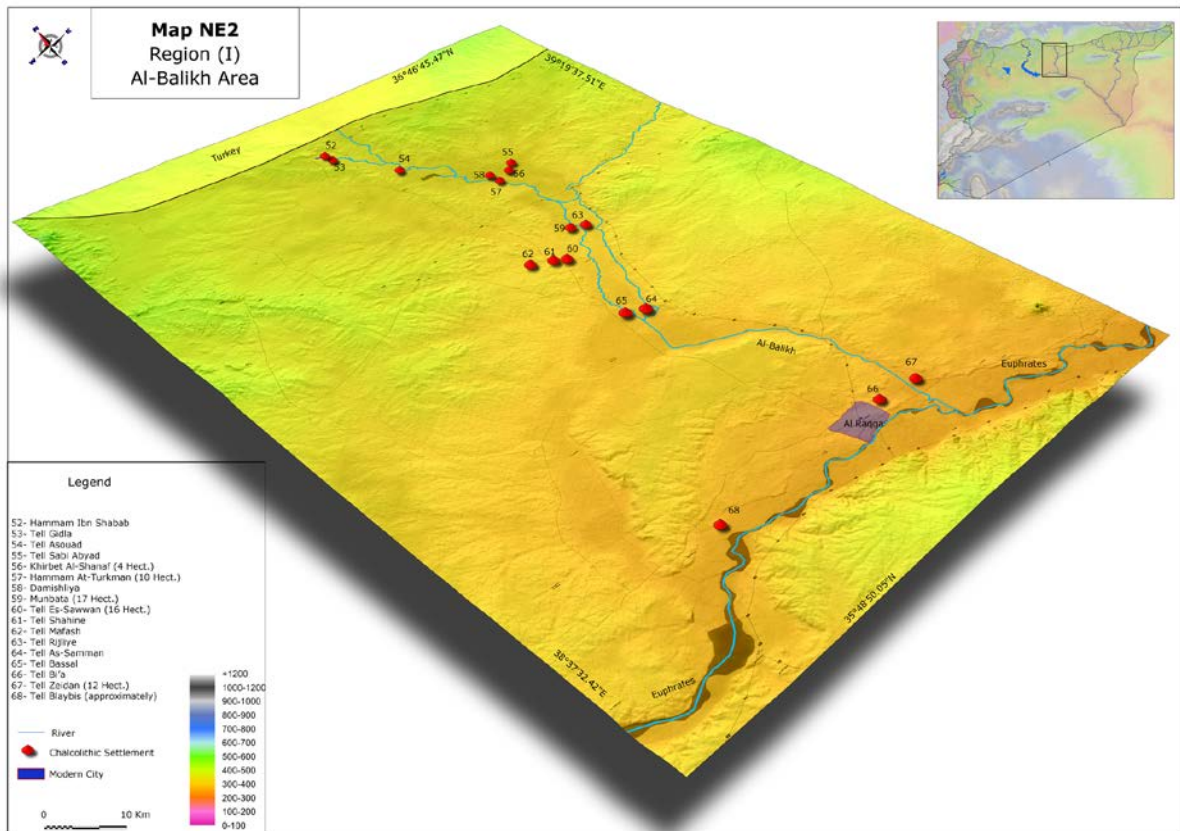 Map NE2
Region (I)
Al-Balikh Area
36°46'45.47"N
39°19'37.51"E
Turkey
52
53
54
55
66
58
57
63
59
60
61
62
65
64
Al-Balikh
67
Euphrates
66
Al Raqqa
68
35°48'50.05"N
38°37'32.42"E
Euphrates
Legend
52- Hammam Ibn Shabab
53- Tell Gidla
54- Tell Asouad
55- Tell Sabi Abyad
56- Khirbet Al-Shanaf (4 Hect.)
57- Hammam At-Turkman (10 Hect.)
58- Damishliya
59- Munbata (17 Hect.)
60- Tell Es-Sawwan (16 Hect.)
61- Tell Shahine
62- Tell Mafash
63- Tell Rijliye
64- Tell As-Samman
65- Tell Bassal
66- Tell Bi'a
67- Tell Zeidan (12 Hect.)
68- Tell Blaybis (approximately)
River
Chalcolithic Settlement
Modern City
0 10 Km
+1200
1000-1200
900-1000
800-900
700-800
600-700
500-600
400-500
300-400
200-300
100-200
0-100